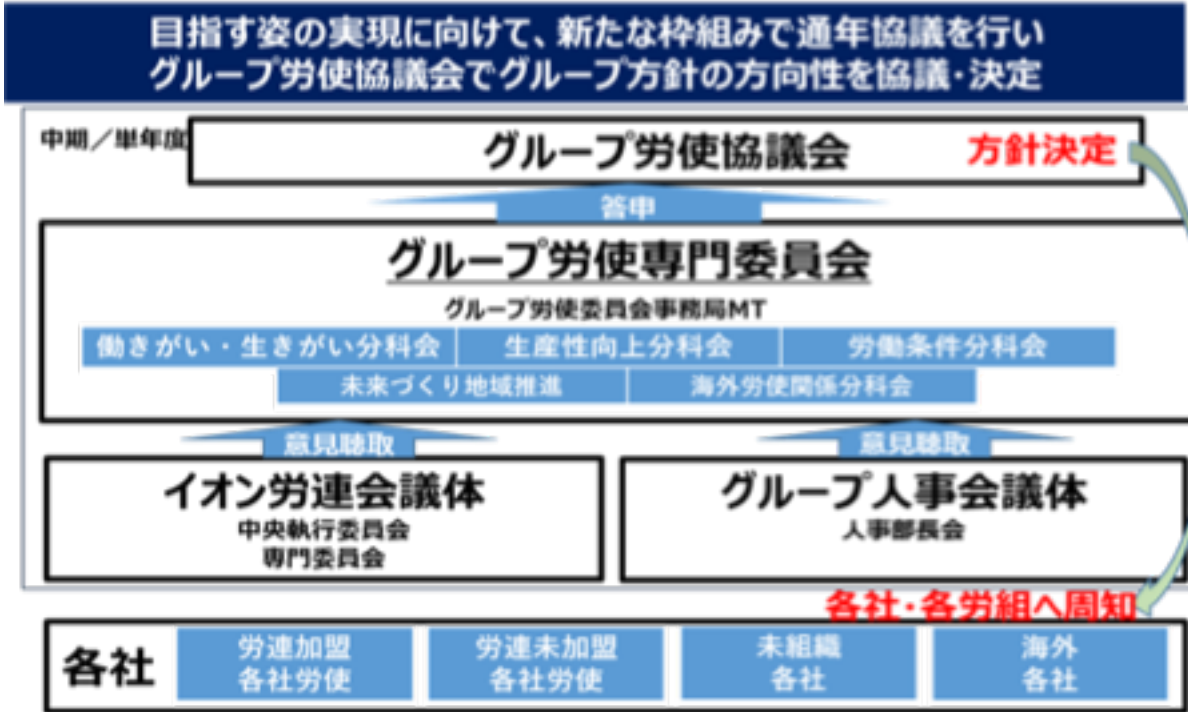 目指す姿の実現に向けて、新たな枠組みで通年協議を行い
グループ労使協議会でグループ方針の方向性を協議・決定
中期／単年度
グループ労使協議会
方針決定
答申
グループ労使専門委員会
グループ労使委員会事務局MT
働きがい・生きがい分科会
生産性向上分科会
労働条件分科会
未来づくり地域推進
海外労使関係分科会
意見聴取
意見聴取
イオン労連会議体
中央執行委員会
専門委員会
グループ人事会議体
人事部長会
各社・各労組へ周知
各社
労連加盟
各社労使
労連未加盟
各社労使
未組織
各社
海外
各社